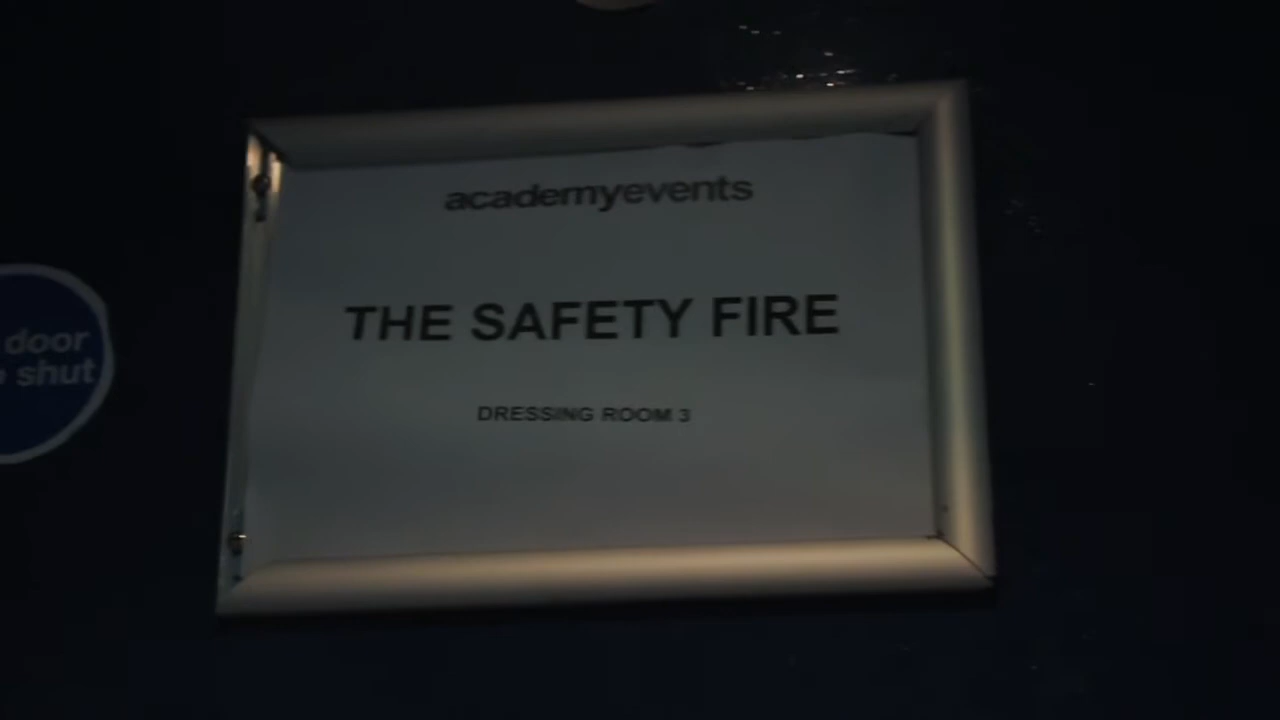 academyevents
THE SAFETY FIRE
DRESSING ROOM 3
door
shut